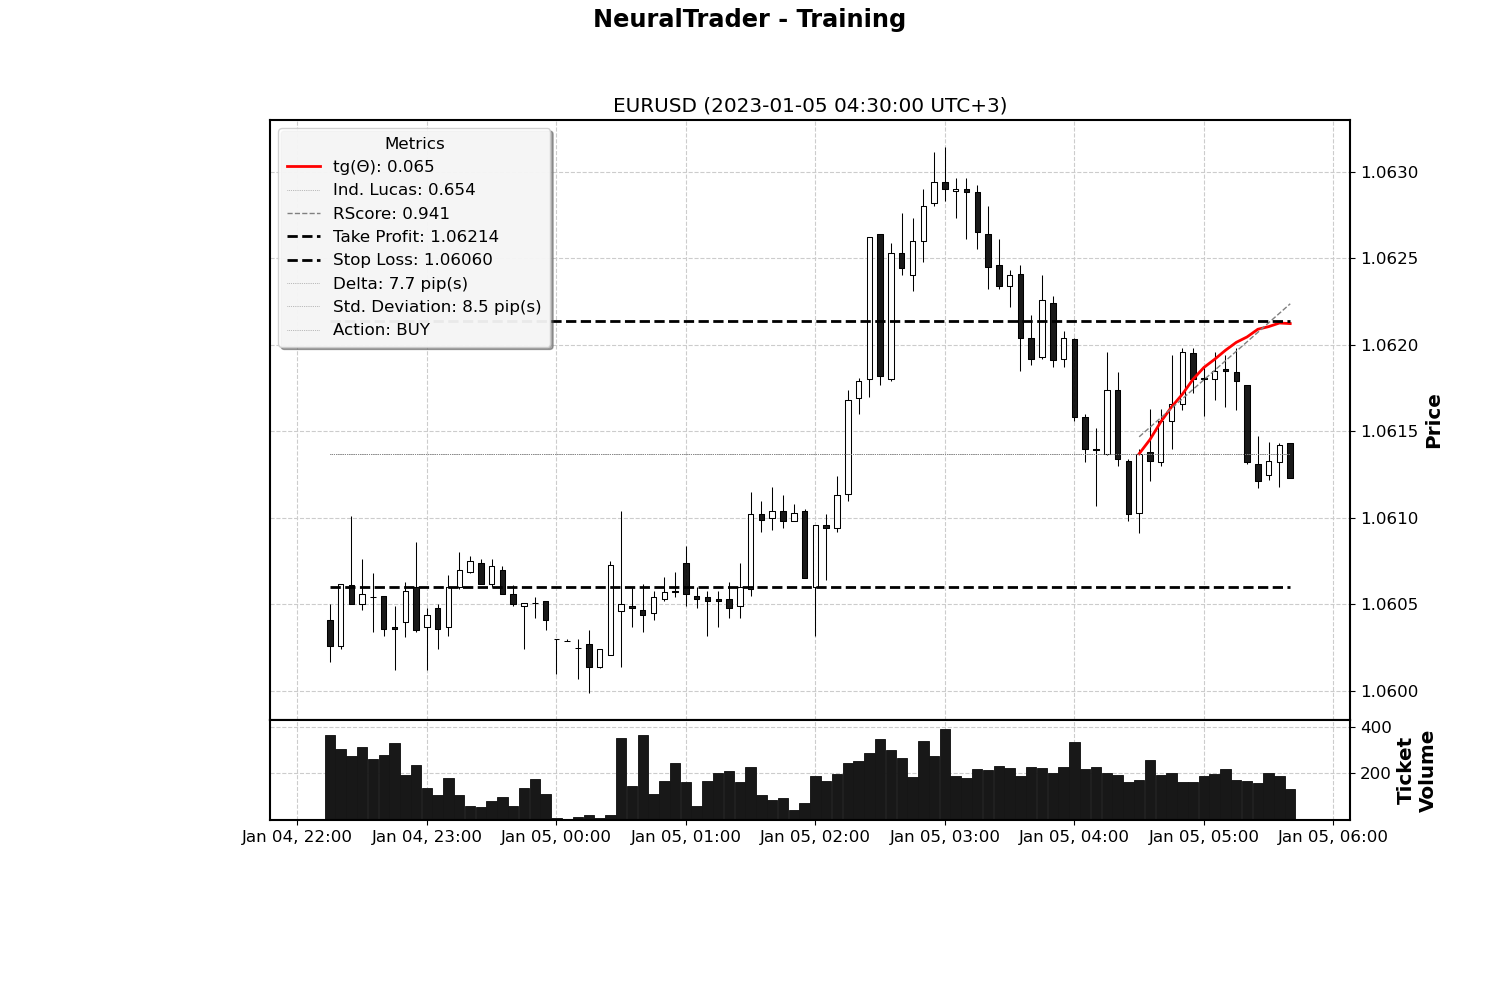 NeuralTrader - Training
EURUSD (2023-01-05 04:30:00 UTC+3)
Metrics
tg(Θ): 0.065
Ind. Lucas: 0.654
RScore: 0.941
Take Profit: 1.06214
Stop Loss: 1.06060
Delta: 7.7 pip(s)
Std. Deviation: 8.5 pip(s)
Action: BUY
1.0630
1.0625
1.0620
1.0615
1.0610
1.0605
1.0600
Price
400
200
Ticket
Volume
Jan 04, 22:00
Jan 04, 23:00
Jan 05, 00:00
Jan 05, 01:00
Jan 05, 02:00
Jan 05, 03:00
Jan 05, 04:00
Jan 05, 05:00
Jan 05, 06:00